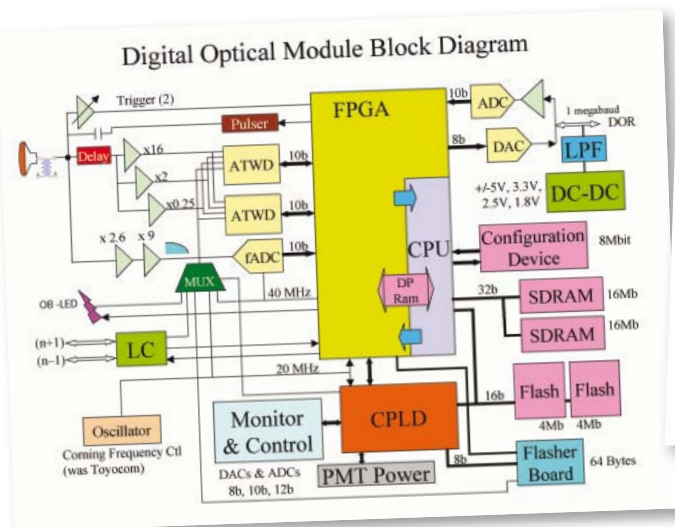 Digital Optical Module Block Diagram
Trigger (2)
FPGA
10b
ADC
1 megabaud
DOR
Pulser
8b
DAC
LPF
Delay
x16
ATWD
10b
+/-5V, 3.3V,
2.5V, 1.8V
DC-DC
x2
x0.25
ATWD
10b
CPU
Configuration
Device
8Mbit
x 2.6
x 9
fADC
10b
MUX
DP
Ram
32b
SDRAM
16Mb
OB -LED
40 MHz
SDRAM
16Mb
(n+1)
(n–1)
LC
20 MHz
16b
Flash
Flash
4Mb
4Mb
Oscillator
Corning Frequency Ctl
(was Toyocom)
Monitor
& Control
CPLD
DACs & ADCs
8b, 10b, 12b
PMT Power
8b
Flasher
Board
64 Bytes